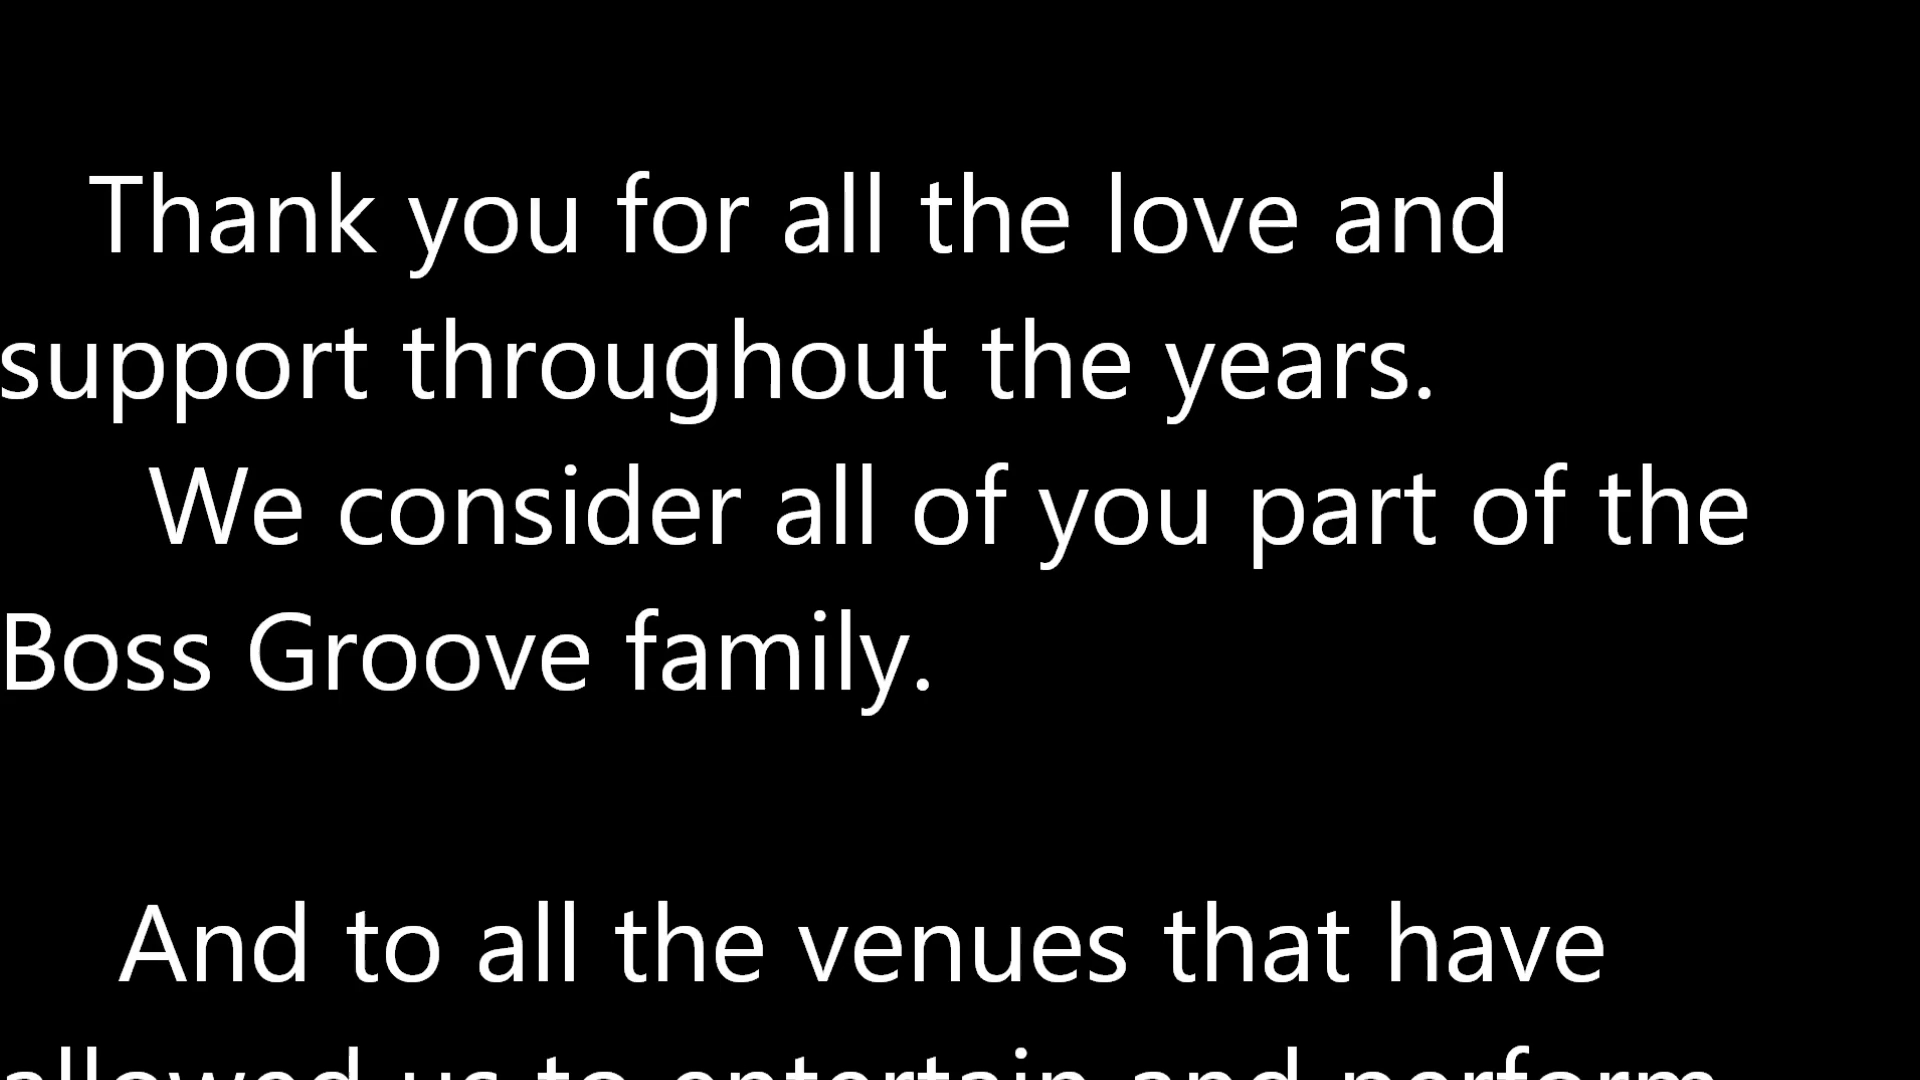 Thank you for all the love and
support throughout the years.
We consider all of you part of the
Boss Groove family.
And to all the venues that have
allowed us to entertain and perform